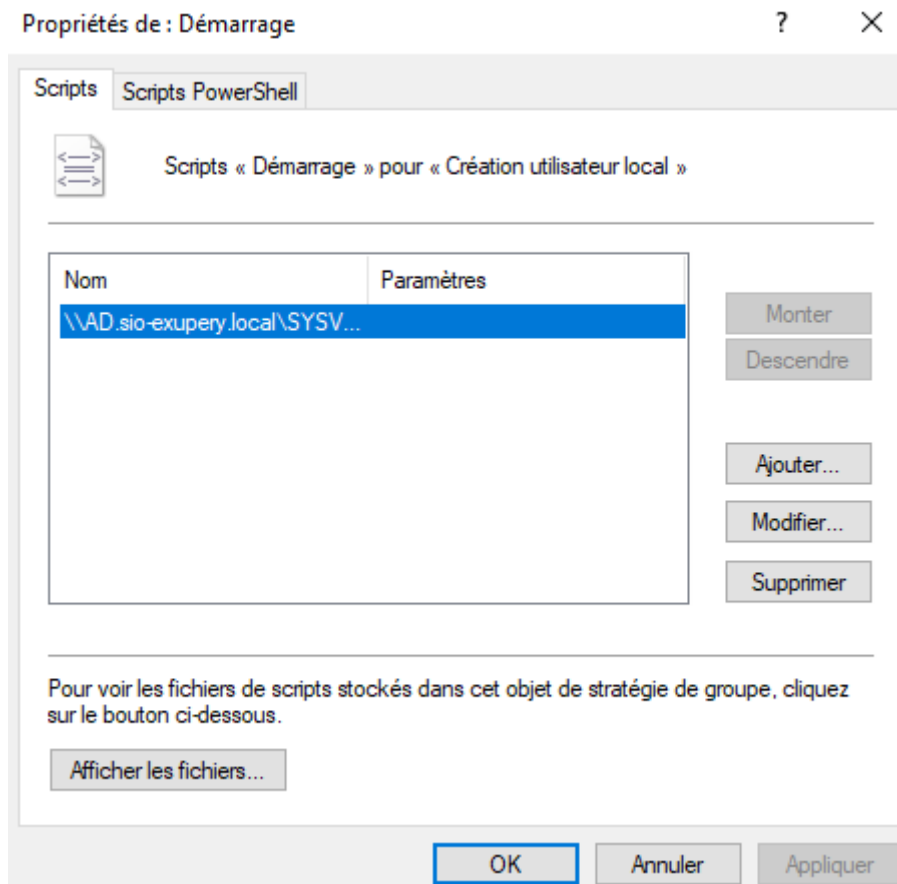 Propriétés de : Démarrage
?
Scripts
Scripts PowerShell
Scripts « Démarrage » pour « Création utilisateur local »
Nom
Paramètres
\\AD.sio-exupery.local\SYSV...
Monter
Descendre
Ajouter...
Modifier...
Supprimer
Pour voir les fichiers de scripts stockés dans cet objet de stratégie de groupe, cliquez
sur le bouton ci-dessous.
Afficher les fichiers...
OK
Annuler
Appliquer